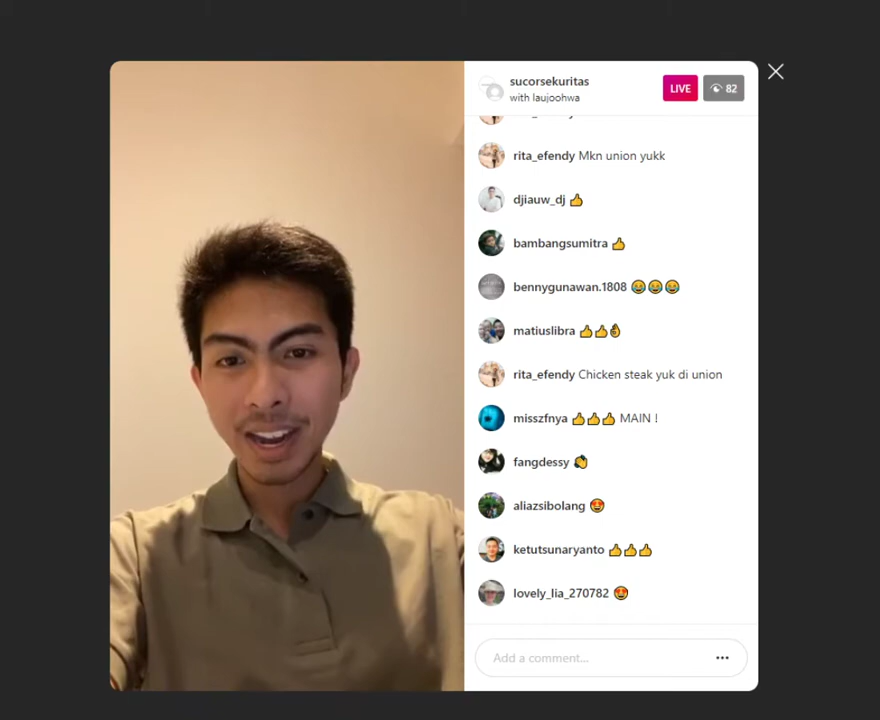 sucorsekuritas
with laujoohwa
LIVE
82
rita_efendy Mkn union yukk
djiauw_dj 👍
bambangsumitra 👍
bennygunawan.1808 😂😂😂
matiuslibra 👍👍👌
rita_efendy Chicken steak yuk di union
misszfnya 👍👍👍 MAIN !
fangdessy 👏
aliazsibolang 🤩
ketutsunaryanto 👍👍👍
lovely_lia_270782 🤩
Add a comment...